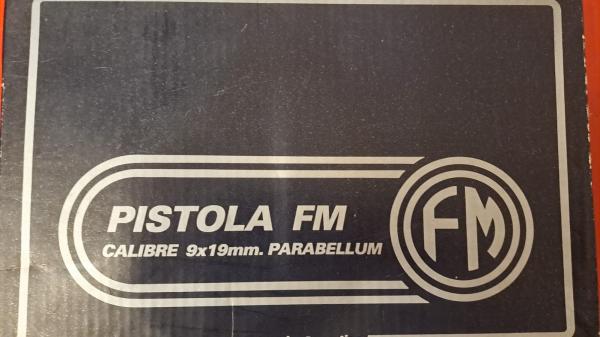 PISTOLA FM
CALIBRE 9x19mm. PARABELLUM
FM